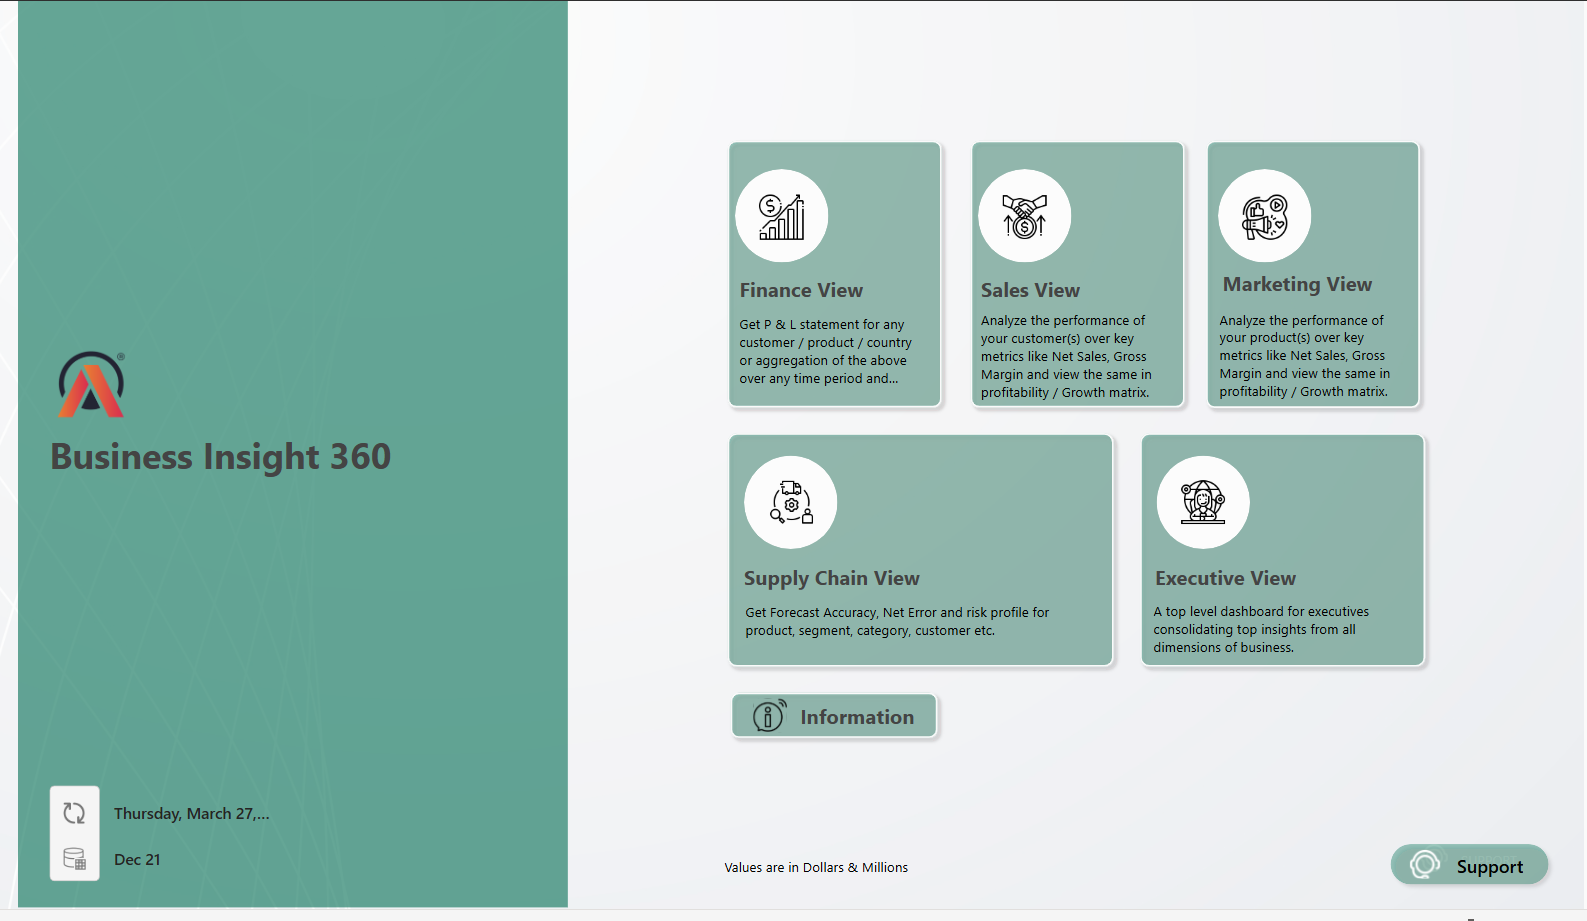 Business Insight 360
Thursday, March 27,...
Dec 21
Finance View
Get P & L statement for any
customer / product / country
or aggregation of the above
over any time period and...
Sales View
Analyze the performance of
your customer(s) over key
metrics like Net Sales, Gross
Margin and view the same in
profitability / Growth matrix.
Marketing View
Analyze the performance of
your product(s) over key
metrics like Net Sales, Gross
Margin and view the same in
profitability / Growth matrix.
Supply Chain View
Get Forecast Accuracy, Net Error and risk profile for
product, segment, category, customer etc.
Executive View
A top level dashboard for executives
consolidating top insights from all
dimensions of business.
Information
Values are in Dollars & Millions
Support